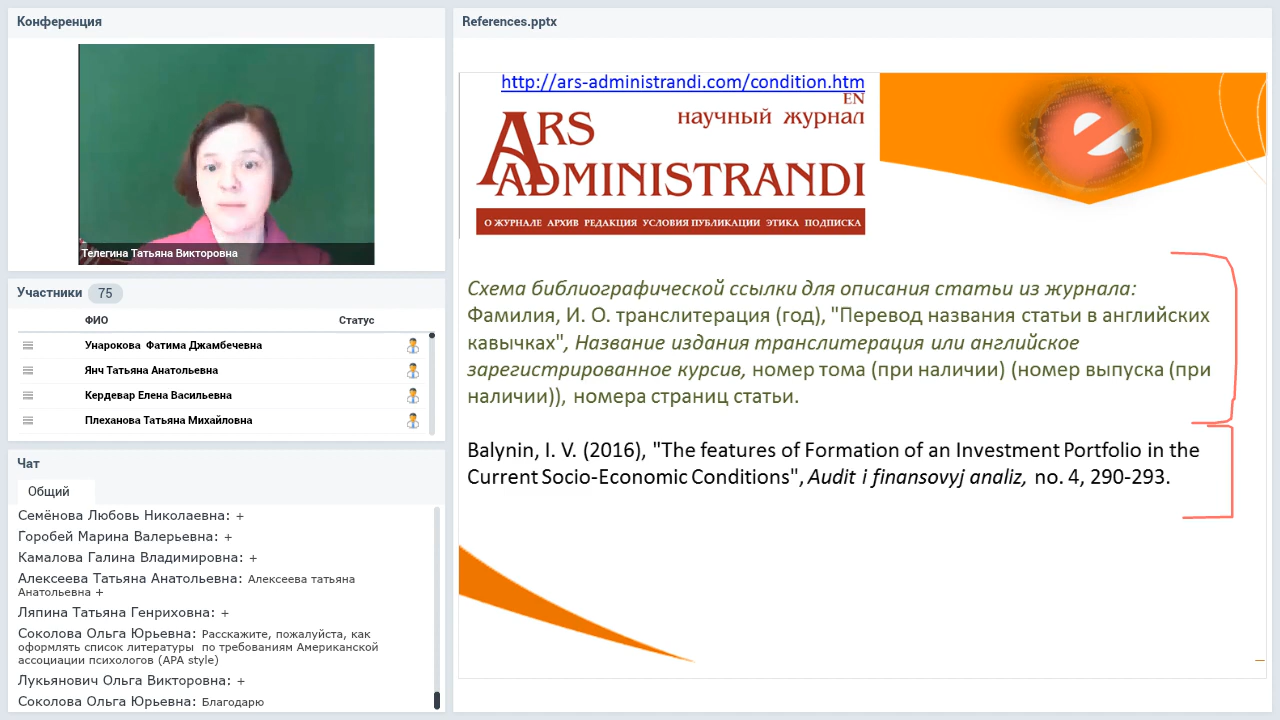 Конференция
Телегина Татьяна Викторовна
Участники 75
ФИО Статус
Унарокова Фатима Джамбечевна
Янч Татьяна Анатольевна
Кердевар Елена Васильевна
Плеханова Татьяна Михайловна
Чат
Общий
Семёнова Любовь Николаевна: +
Горобей Марина Валерьевна: +
Камалова Галина Владимировна: +
Алексеева Татьяна Анатольевна: Алексеева татьяна
Анатольевна +
Ляпина Татьяна Генриховна: +
Соколова Ольга Юрьевна: Расскажите, пожалуйста, как
оформлять список литературы по требованиям Американской
ассоциации психологов (APA style)
Лукьянович Ольга Викторовна: +
Соколова Ольга Юрьевна: Благодарю
References.pptx
http://ars-administrandi.com/condition.htm
EN
научный журнал
ARS
ADMINISTRANDI
О ЖУРНАЛЕ АРХИВ РЕДАКЦИЯ УСЛОВИЯ ПУБЛИКАЦИИ ЭТИКА ПОДПИСКА
Схема библиографической ссылки для описания статьи из журнала:
Фамилия, И. О. транслитерация (год), "Перевод названия статьи в английских
кавычках", Название издания транслитерация или английское
зарегистрированное курсив, номер тома (при наличии) (номер выпуска (при
наличии)), номера страниц статьи.
Balynin, I. V. (2016), "The features of Formation of an Investment Portfolio in the
Current Socio-Economic Conditions", Audit i finansovyj analiz, no. 4, 290-293.